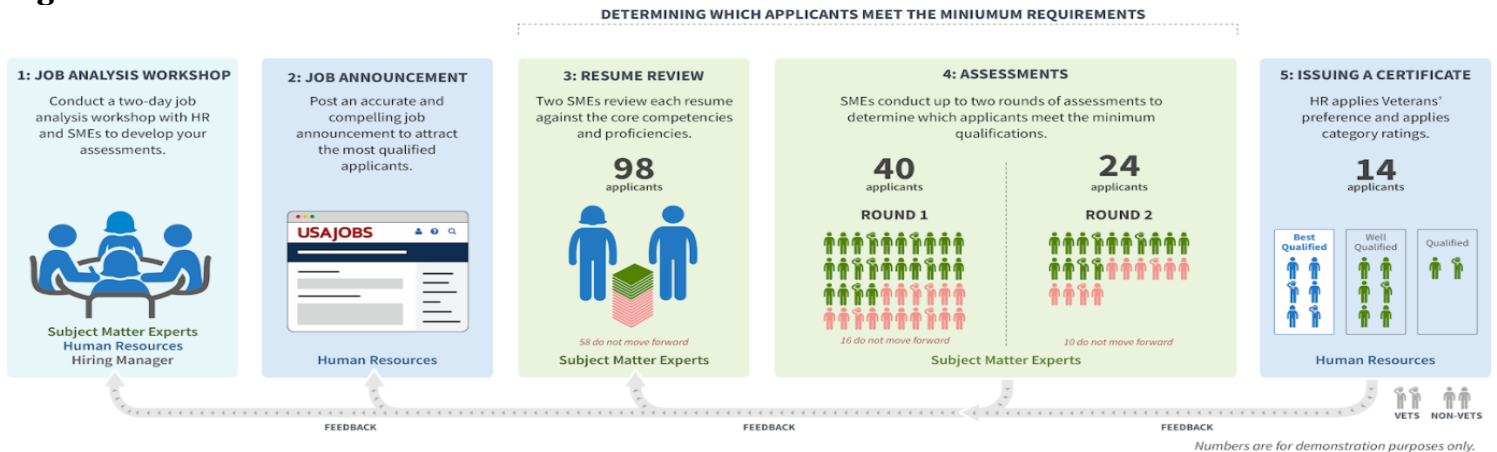 DETERMINING WHICH APPLICANTS MEET THE MINIUMUM REQUIREMENTS
1: JOB ANALYSIS WORKSHOP
Conduct a two-day job
analysis workshop with HR
and SMEs to develop your
assessments.
Subject Matter Experts
Human Resources
Hiring Manager
2: JOB ANNOUNCEMENT
Post an accurate and
compelling job
announcement to attract
the most qualified
applicants.
USAJOBS
Human Resources
3: RESUME REVIEW
Two SMEs review each resume
against the core competencies
and proficiencies.
98
applicants
58 do not move forward
Subject Matter Experts
4: ASSESSMENTS
SMEs conduct up to two rounds of assessments to
determine which applicants meet the minimum
qualifications.
40
applicants
ROUND 1
16 do not move forward
24
applicants
ROUND 2
10 do not move forward
Subject Matter Experts
5: ISSUING A CERTIFICATE
HR applies Veterans'
preference and applies
category ratings.
14
applicants
Best
Qualified
Well
Qualified
Qualified
Human Resources
FEEDBACK
FEEDBACK
FEEDBACK
VETS
NON-VETS
Numbers are for demonstration purposes only.